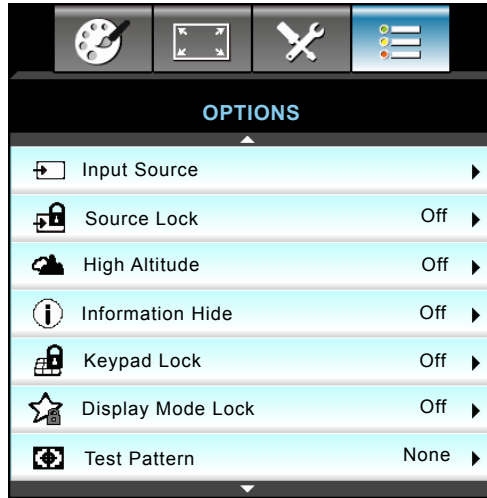 OPTIONS
Input Source
Source Lock Off
High Altitude Off
Information Hide Off
Keypad Lock Off
Display Mode Lock Off
Test Pattern None